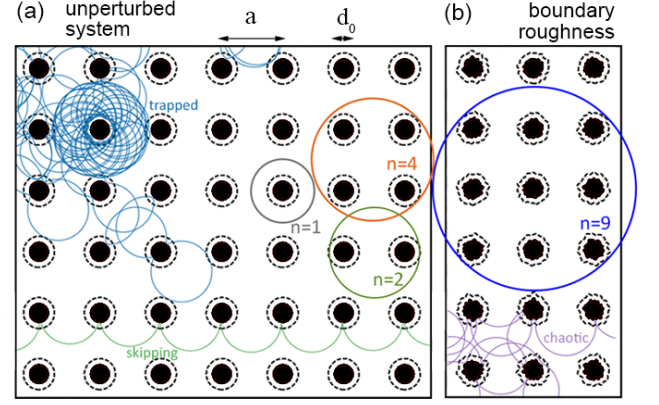 (a) unperturbed
system
a
d0
(b) boundary
roughness
trapped
n=4
n=1
n=9
n=2
skipping
chaotic